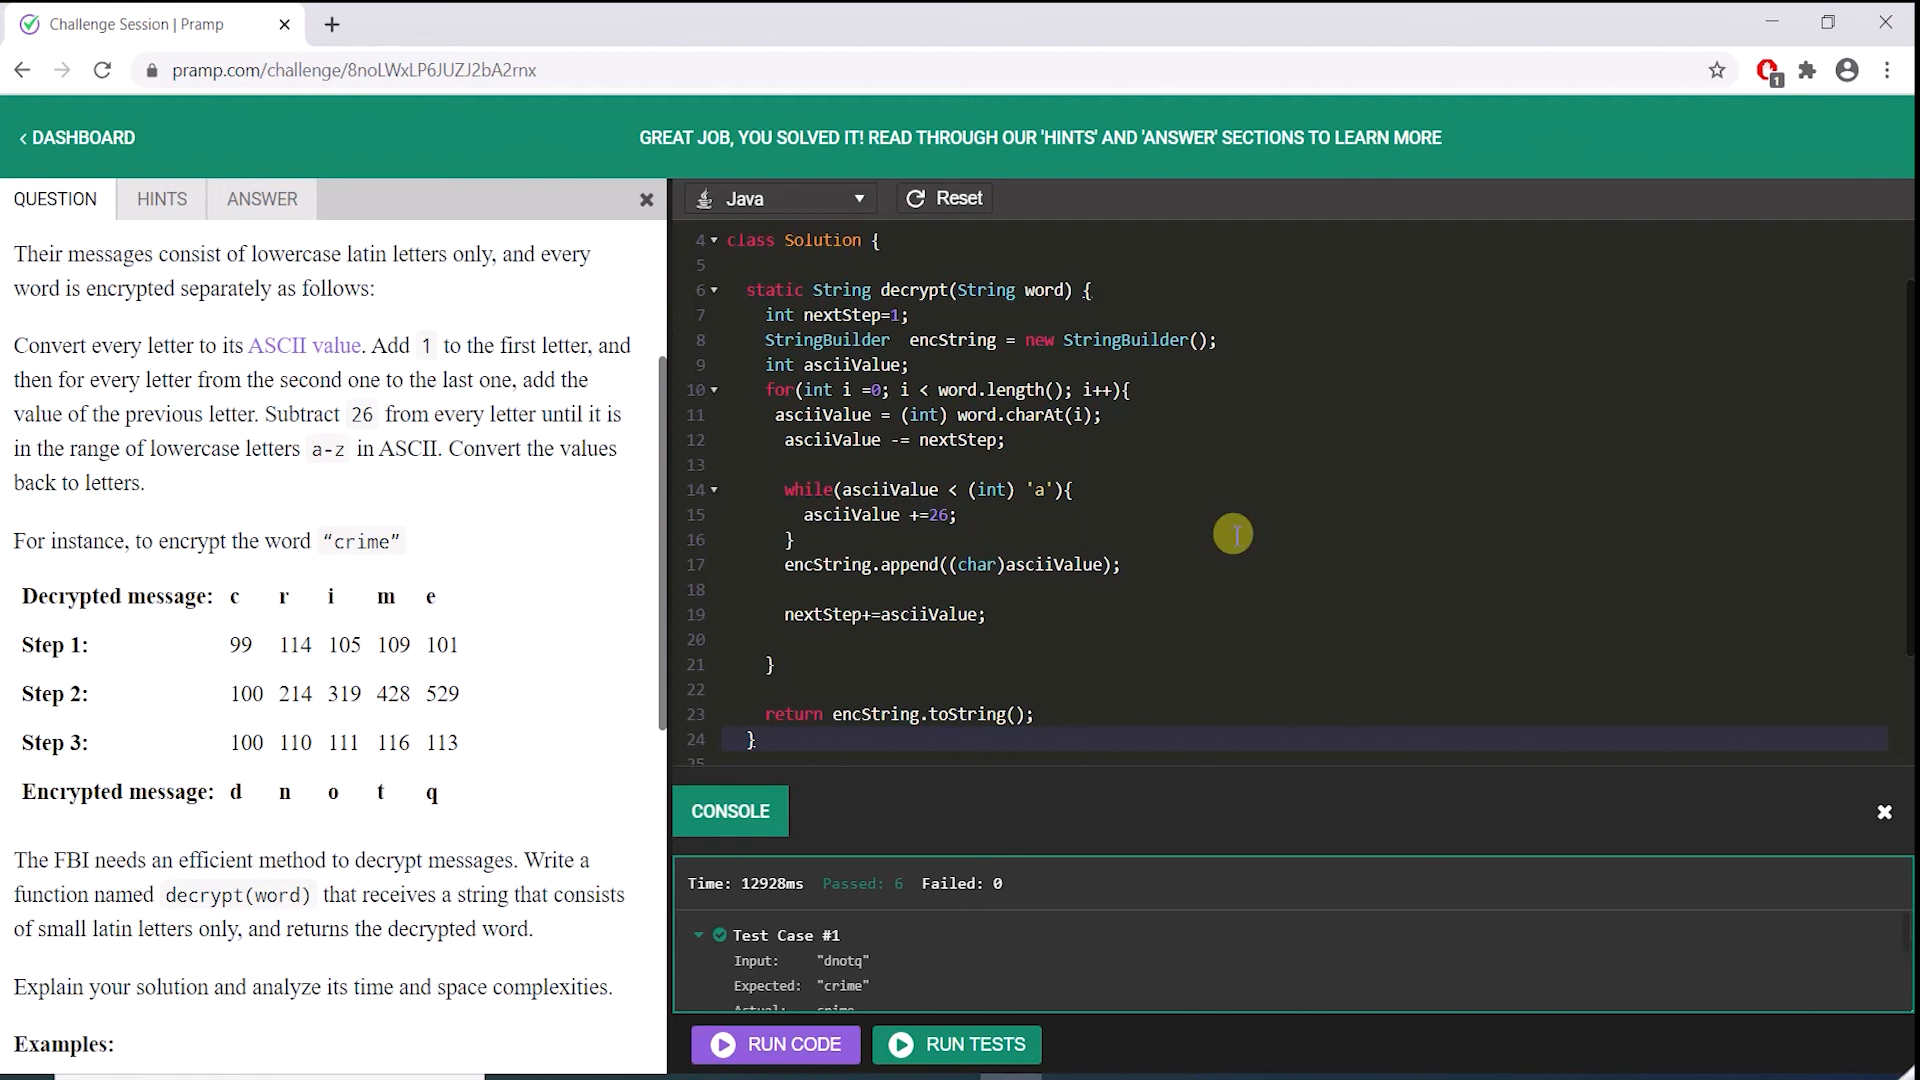 Challenge Session | Pramp
pramp.com/challenge/8noLWxLP6JUZJ2bA2rnx
1
< DASHBOARD
GREAT JOB, YOU SOLVED IT! READ THROUGH OUR 'HINTS' AND 'ANSWER' SECTIONS TO LEARN MORE
QUESTION HINTS ANSWER
Their messages consist of lowercase latin letters only, and every
word is encrypted separately as follows:
Convert every letter to its ASCII value. Add 1 to the first letter, and
then for every letter from the second one to the last one, add the
value of the previous letter. Subtract 26 from every letter until it is
in the range of lowercase letters a-z in ASCII. Convert the values
back to letters.
For instance, to encrypt the word “crime”
Decrypted message: c r i m e
Step 1: 99 114 105 109 101
Step 2: 100 214 319 428 529
Step 3: 100 110 111 116 113
Encrypted message: d n o t q
The FBI needs an efficient method to decrypt messages. Write a
function named decrypt(word) that receives a string that consists
of small latin letters only, and returns the decrypted word.
Explain your solution and analyze its time and space complexities.
Examples:
Java Reset
4 class Solution {
5
6 static String decrypt(String word) {
7 int nextStep=1;
8 StringBuilder encString = new StringBuilder();
9 int asciiValue;
10 for(int i =0; i < word.length(); i++){
11 asciiValue = (int) word.charAt(i);
12 asciiValue -= nextStep;
13
14 while(asciiValue < (int) 'a'){
15 asciiValue +=26;
16 }
17 encString.append((char)asciiValue);
18
19 nextStep+=asciiValue;
20
21 }
22
23 return encString.toString();
24 }
25
CONSOLE
Time: 12928ms Passed: 6 Failed: 0
Test Case #1
Input: "dnotq"
Expected: "crime"
Actual: crime
RUN CODE RUN TESTS